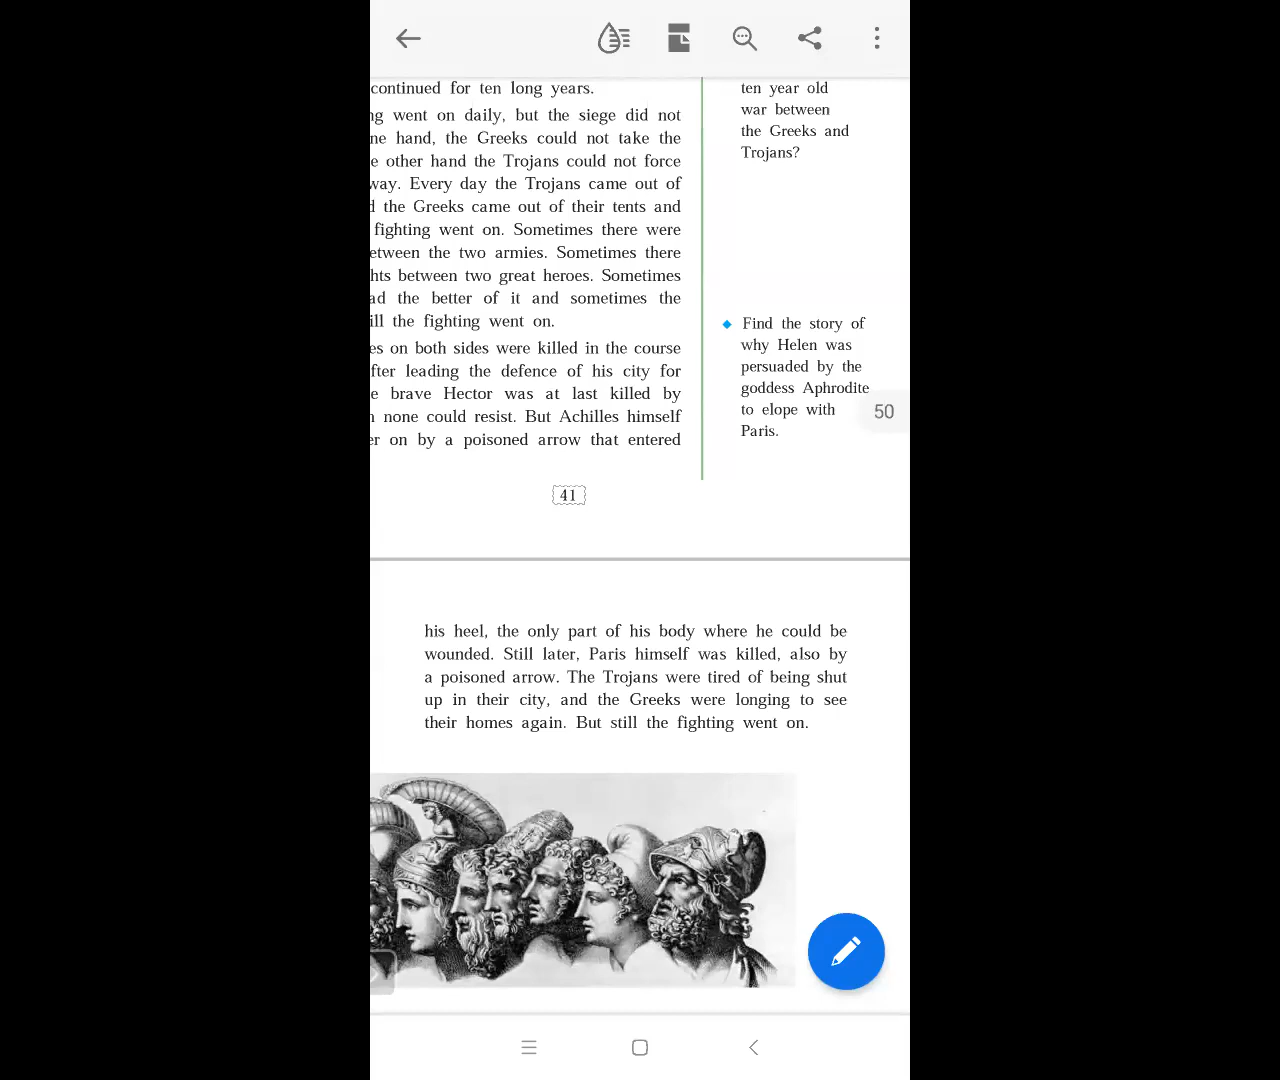 continued for ten long years.
ng went on daily, but the siege did not
ne hand, the Greeks could not take the
e other hand the Trojans could not force
way. Every day the Trojans came out of
d the Greeks came out of their tents and
fighting went on. Sometimes there were
etween the two armies. Sometimes there
hts between two great heroes. Sometimes
ad the better of it and sometimes the
ill the fighting went on.
es on both sides were killed in the course
fter leading the defence of his city for
e brave Hector was at last killed by
n none could resist. But Achilles himself
er on by a poisoned arrow that entered
ten year old
war between
the Greeks and
Trojans?
Find the story of
why Helen was
persuaded by the
goddess Aphrodite
to elope with
Paris.
50
41
his heel, the only part of his body where he could be
wounded. Still later, Paris himself was killed, also by
a poisoned arrow. The Trojans were tired of being shut
up in their city, and the Greeks were longing to see
their homes again. But still the fighting went on.